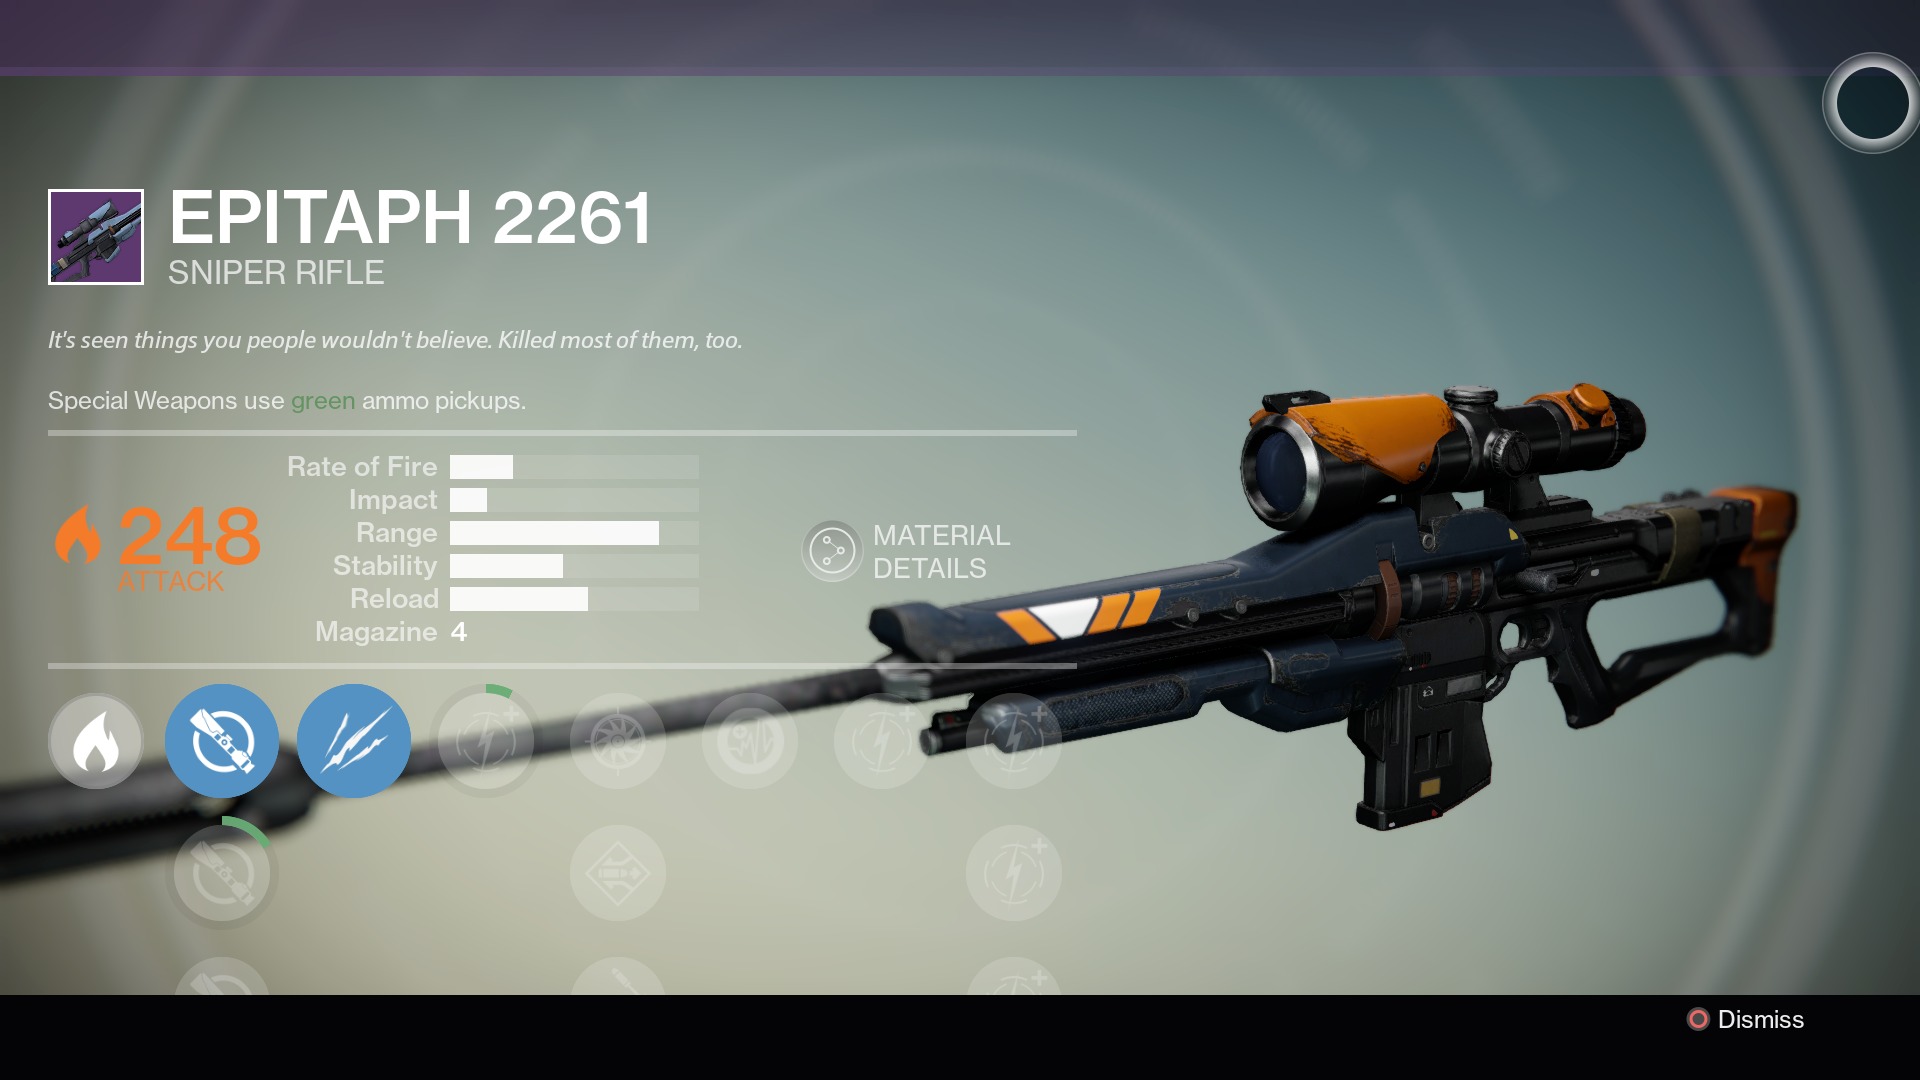 EPITAPH 2261
SNIPER RIFLE
It's seen things you people wouldn't believe. Killed most of them, too.
Special Weapons use green ammo pickups.
248
ATTACK
Rate of Fire
Impact
Range
Stability
Reload
Magazine 4
MATERIAL
DETAILS
Dismiss